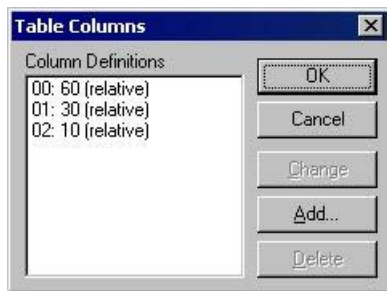 Table Columns
Column Definitions
00: 60 (relative)
01: 30 (relative)
02: 10 (relative)
OK
Cancel
Change
Add...
Delete